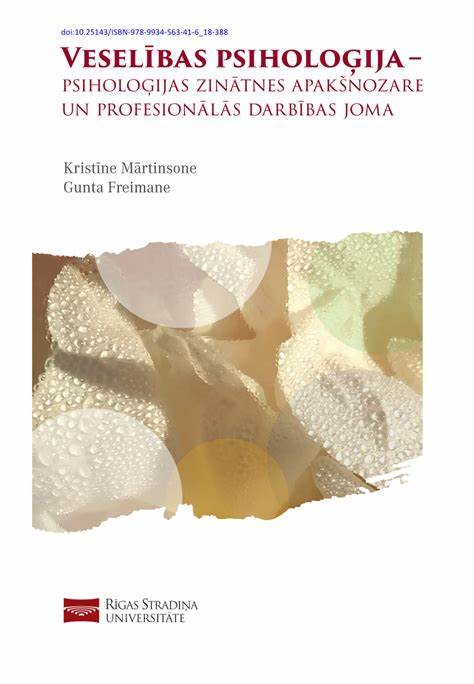 doi:10.25143/ISBN-978-9934-563-41-6_18-388
VESELĪBAS PSIHOLOĢIJA –
PSIHOLOĢIJAS ZINĀTNES APAKŠNOZARE
UN PROFESIONĀLĀS DARBĪBAS JOMA
Kristīne Mārtinsone
Gunta Freimane
RĪGAS STRADIŅA
UNIVERSITĀTE